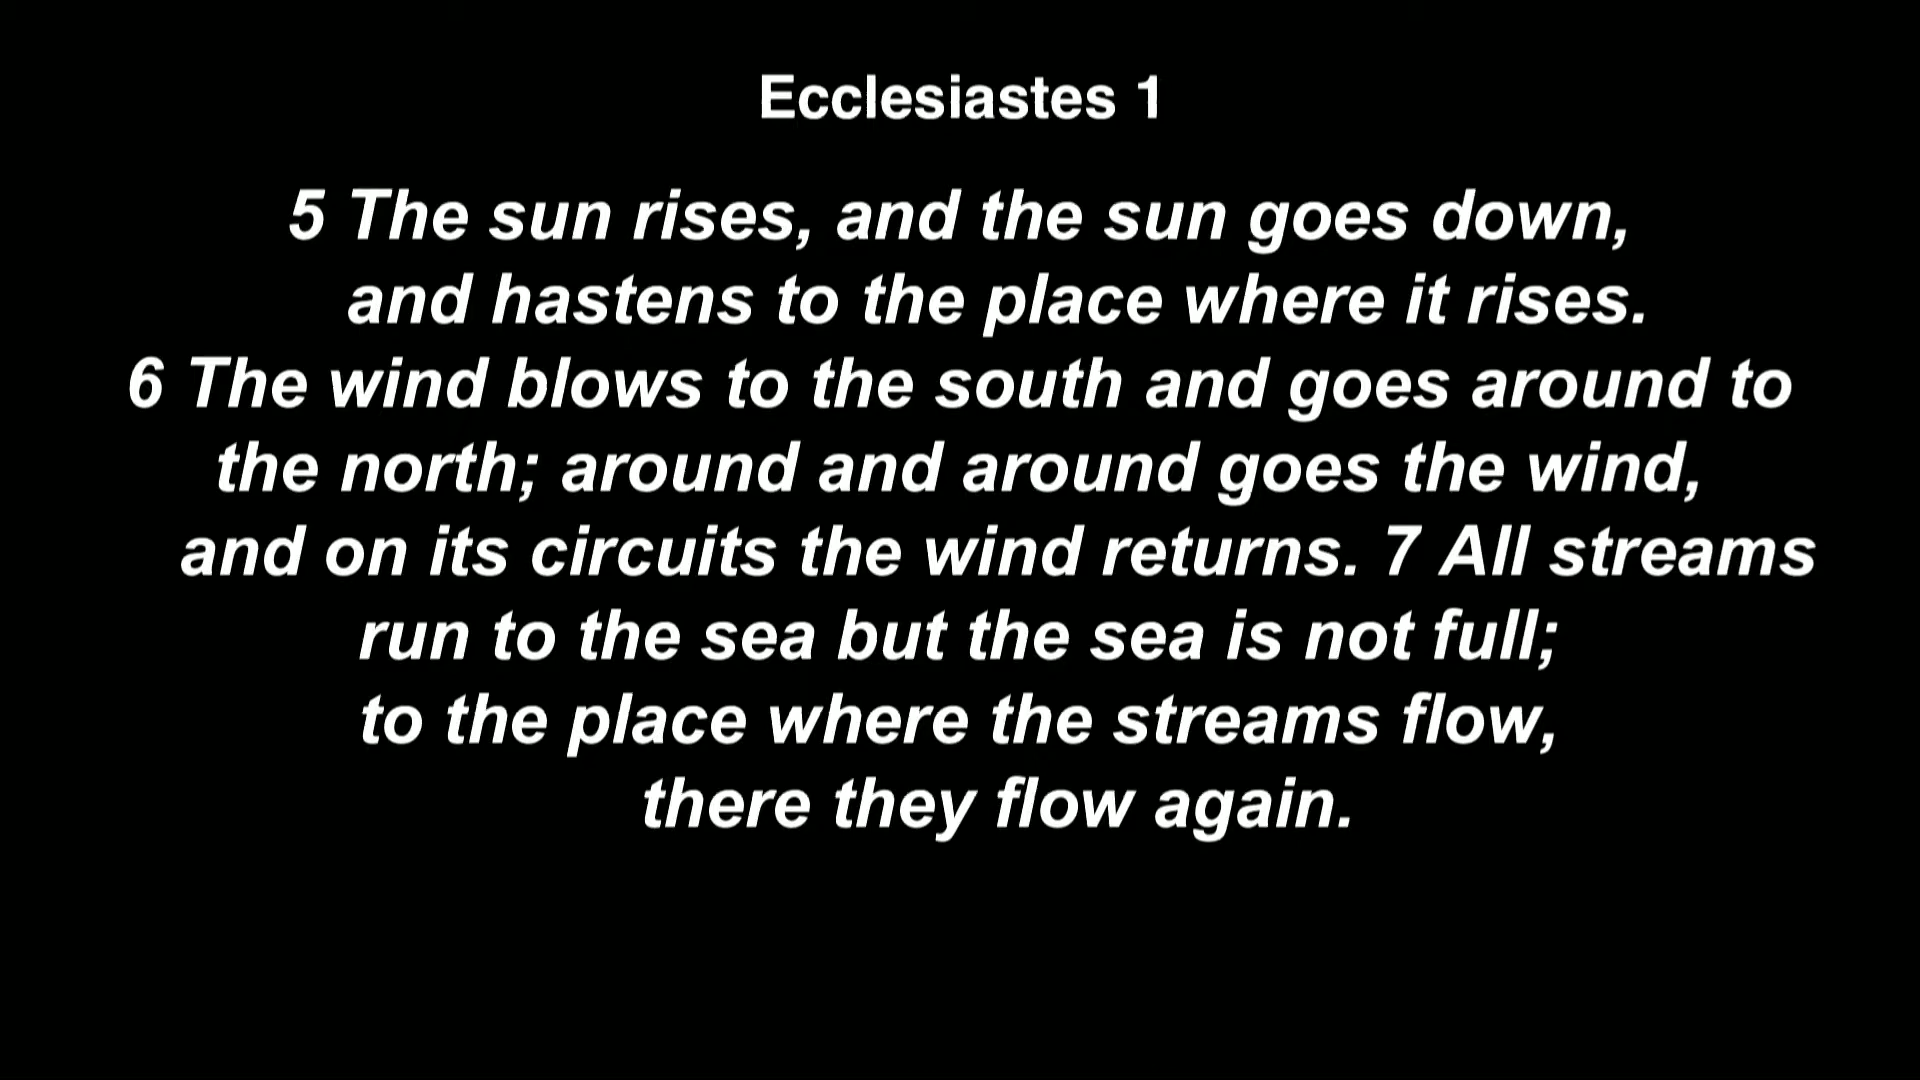 Ecclesiastes 1
5 The sun rises, and the sun goes down,
and hastens to the place where it rises.
6 The wind blows to the south and goes around to
the north; around and around goes the wind,
and on its circuits the wind returns. 7 All streams
run to the sea but the sea is not full;
to the place where the streams flow,
there they flow again.